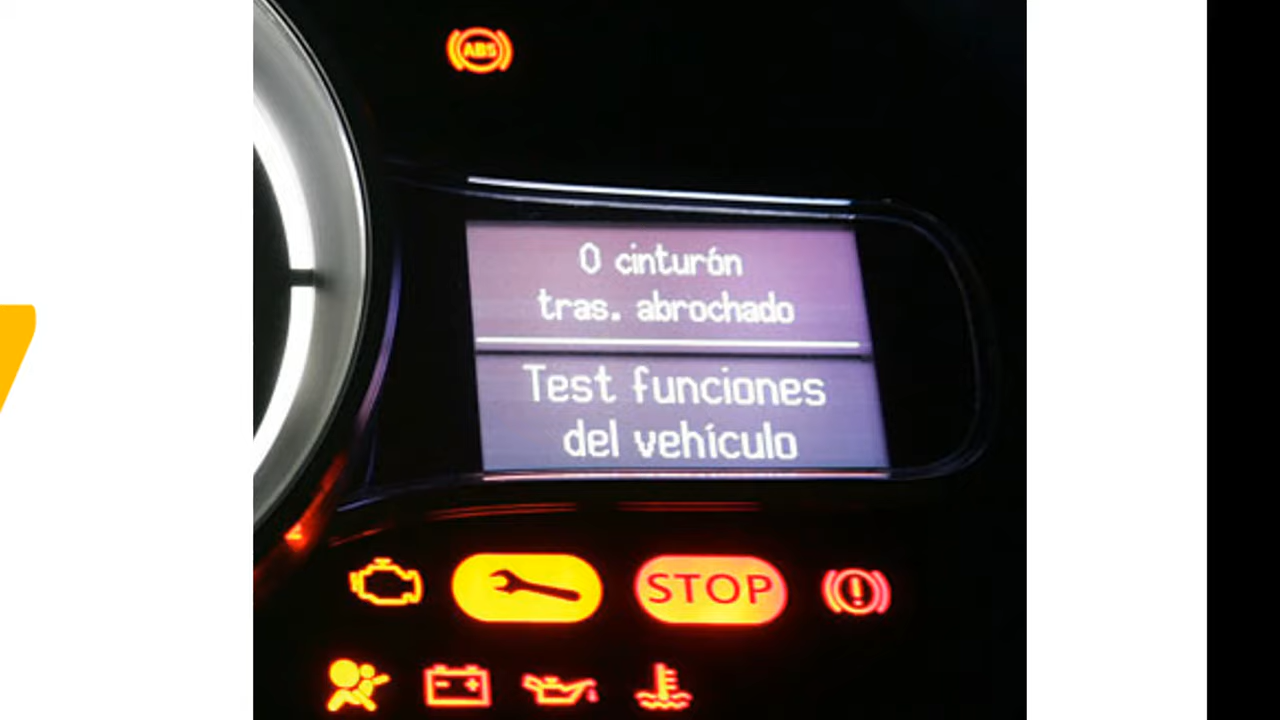 ABS
0 cinturón
tras. abrochado
Test funciones
del vehículo
STOP